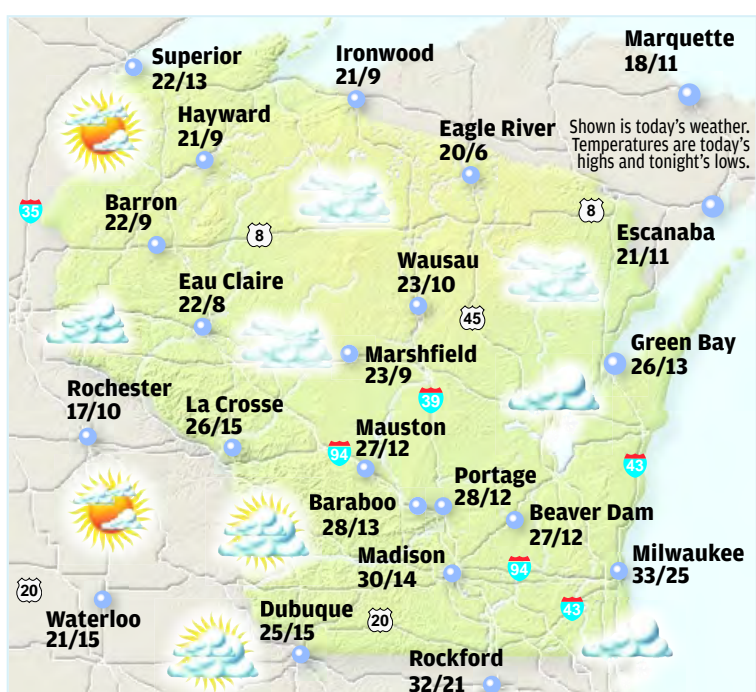 Superior
22/13
Ironwood
21/9
Marquette
18/11
Hayward
21/9
Eagle River
20/6
Shown is today's weather.
Temperatures are today's
highs and tonight's lows.
35
Barron
22/9
8
8
Escanaba
21/11
Eau Claire
22/8
Wausau
23/10
45
Marshfield
23/9
Green Bay
26/13
Rochester
17/10
La Crosse
26/15
39
Mauston
27/12
94
43
Baraboo
28/13
Portage
28/12
Beaver Dam
27/12
Madison
30/14
94
Milwaukee
33/25
20
Waterloo
21/15
Dubuque
25/15
20
43
Rockford
32/21